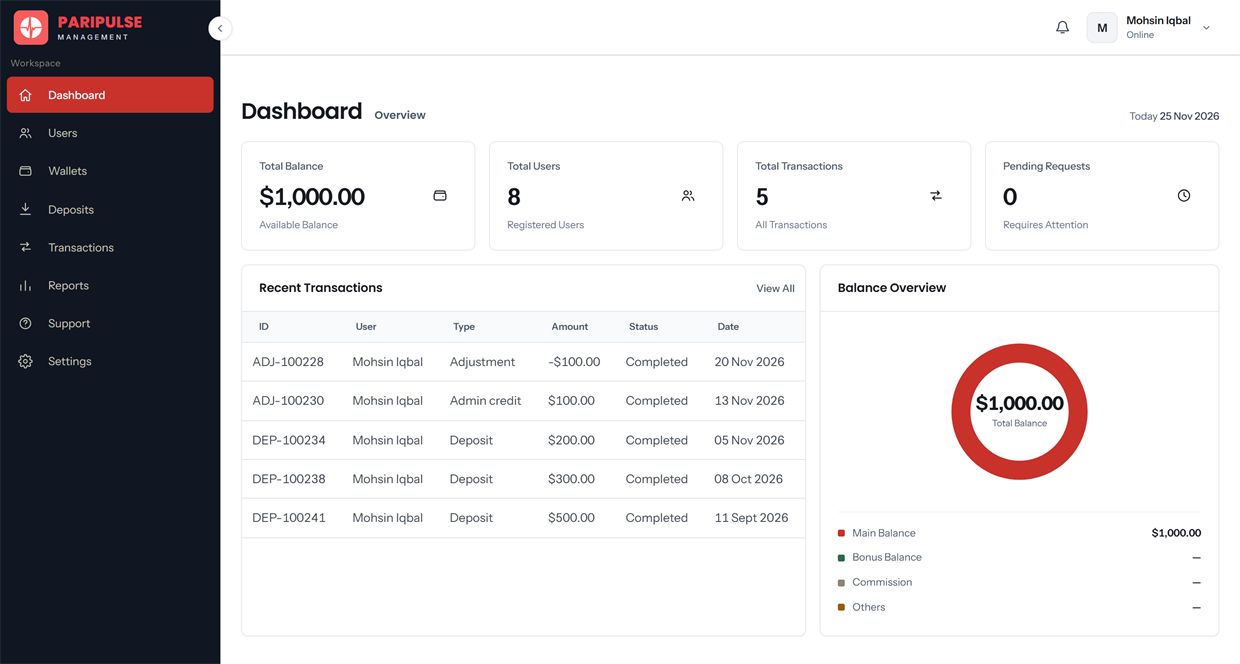 PARIPULSE
MANAGEMENT
Workspace
Dashboard
Users
Wallets
Deposits
Transactions
Reports
Support
Settings
M
Mohsin Iqbal
Online
Dashboard Overview
Today 25 Nov 2026
Total Balance
$1,000.00
Available Balance
Total Users
8
Registered Users
Total Transactions
5
All Transactions
Pending Requests
0
Requires Attention
Recent Transactions View All
ID User Type Amount Status Date
ADJ-100228 Mohsin Iqbal Adjustment -$100.00 Completed 20 Nov 2026
ADJ-100230 Mohsin Iqbal Admin credit $100.00 Completed 13 Nov 2026
DEP-100234 Mohsin Iqbal Deposit $200.00 Completed 05 Nov 2026
DEP-100238 Mohsin Iqbal Deposit $300.00 Completed 08 Oct 2026
DEP-100241 Mohsin Iqbal Deposit $500.00 Completed 11 Sept 2026
Balance Overview
$1,000.00
Total Balance
Main Balance $1,000.00
Bonus Balance —
Commission —
Others —